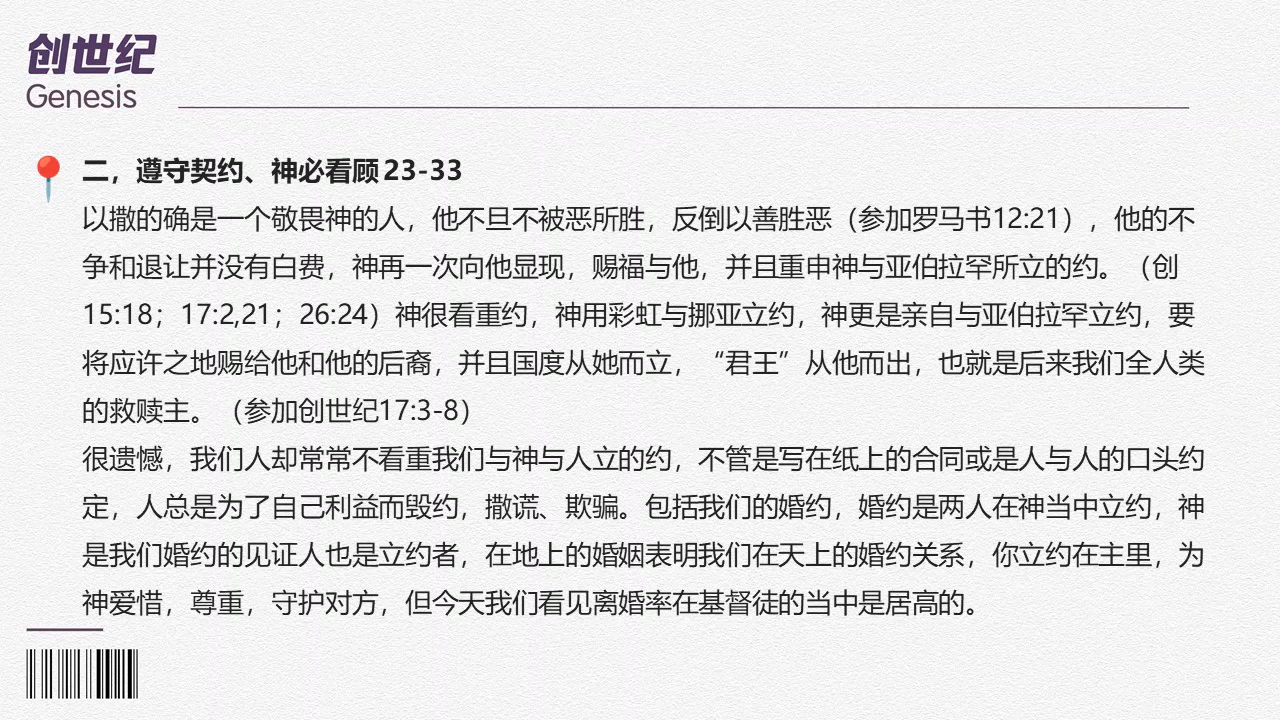 创世纪
Genesis
二，遵守契约、神必看顾23-33
以撒的确是一个敬畏神的人，他不旦不被恶所胜，反倒以善胜恶（参加罗马书12:21），他的不
争和退让并没有白费，神再一次向他显现，赐福与他，并且重申神与亚伯拉罕所立的约。（创
15:18；17:2,21；26:24）神很看重约，神用彩虹与挪亚立约，神更是亲自与亚伯拉罕立约，要
将应许之地赐给他和他的后裔，并且国度从她而立，“君王”从他而出，也就是后来我们全人类
的救赎主。（参加创世纪17:3-8）
很遗憾，我们人却常常不看重我们与神与人立的约，不管是写在纸上的合同或是人与人的口头约
定，人总是为了自己利益而毁约，撒谎、欺骗。包括我们的婚约，婚约是两人在神当中立约，神
是我们婚约的见证人也是立约者，在地上的婚姻表明我们在天上的婚约关系，你立约在主里，为
神爱惜，尊重，守护对方，但今天我们看见离婚率在基督徒的当中是居高的。